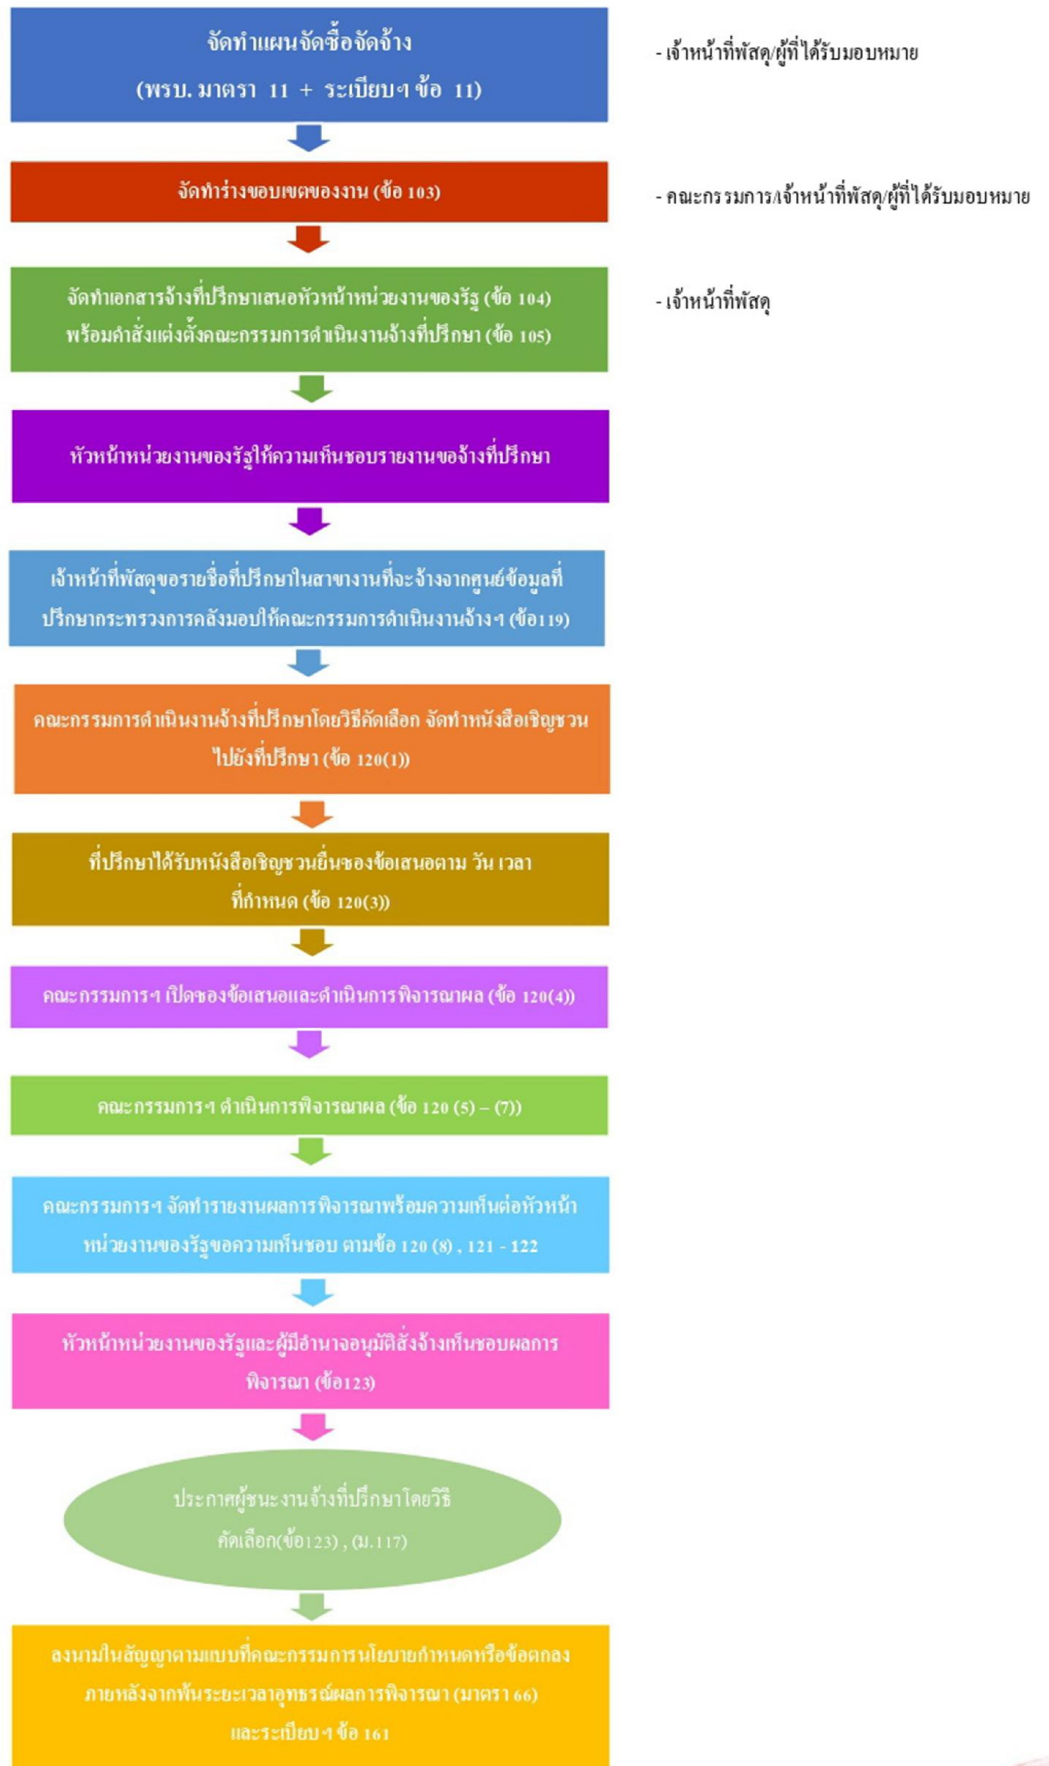 จัดทำแผนจัดซื้อจัดจ้าง
- เจ้าหน้าที่พัสดุ/ผู้ที่ได้รับมอบหมาย
(พรบ. มาตรา 11 + ระเบียบฯ ข้อ 11)
จัดทำร่างขอบเขตของงาน (ข้อ 103)
- คณะกรรมการ/เจ้าหน้าที่พัสดุ/ผู้ที่ได้รับมอบหมาย
จัดทำเอกสารจ้างที่ปรึกษาเสนอหัวหน้าหน่วยงานของรัฐ (ข้อ 104)
- เจ้าหน้าที่พัสดุ
พร้อมคำสั่งแต่งตั้งคณะกรรมการดำเนินงานจ้างที่ปรึกษา (ข้อ 105)
หัวหน้าหน่วยงานของรัฐให้ความเห็นชอบรายงานขอจ้างที่ปรึกษา
เจ้าหน้าที่พัสดุขอรายชื่อที่ปรึกษาในสาขางานที่จะจ้างจากศูนย์ข้อมูลที่
ปรึกษากระทรวงการคลังมอบให้คณะกรรมการดำเนินงานจ้างฯ (ข้อ119)
คณะกรรมการดำเนินงานจ้างที่ปรึกษาโดยวิธีคัดเลือก จัดทำหนังสือเชิญชวน
ไปยังที่ปรึกษา (ข้อ 120(1))
ที่ปรึกษาได้รับหนังสือเชิญชวนยื่นซองข้อเสนอตาม วัน เวลา
ที่กำหนด (ข้อ 120(3))
คณะกรรมการฯ เปิดซองข้อเสนอและดำเนินการพิจารณาผล (ข้อ 120(4))
คณะกรรมการฯ ดำเนินการพิจารณาผล (ข้อ 120 (5) – (7))
คณะกรรมการฯ จัดทำรายงานผลการพิจารณาพร้อมความเห็นต่อหัวหน้า
หน่วยงานของรัฐขอความเห็นชอบ ตามข้อ 120 (8) , 121 - 122
หัวหน้าหน่วยงานของรัฐและผู้มีอำนาจอนุมัติสั่งจ้างเห็นชอบผลการ
พิจารณา (ข้อ123)
ประกาศผู้ชนะงานจ้างที่ปรึกษาโดยวิธี
คัดเลือก(ข้อ123) , (ม.117)
ลงนามในสัญญาตามแบบที่คณะกรรมการนโยบายกำหนดหรือข้อตกลง
ภายหลังจากพ้นระยะเวลาอุทธรณ์ผลการพิจารณา (มาตรา 66)
และระเบียบฯ ข้อ 161